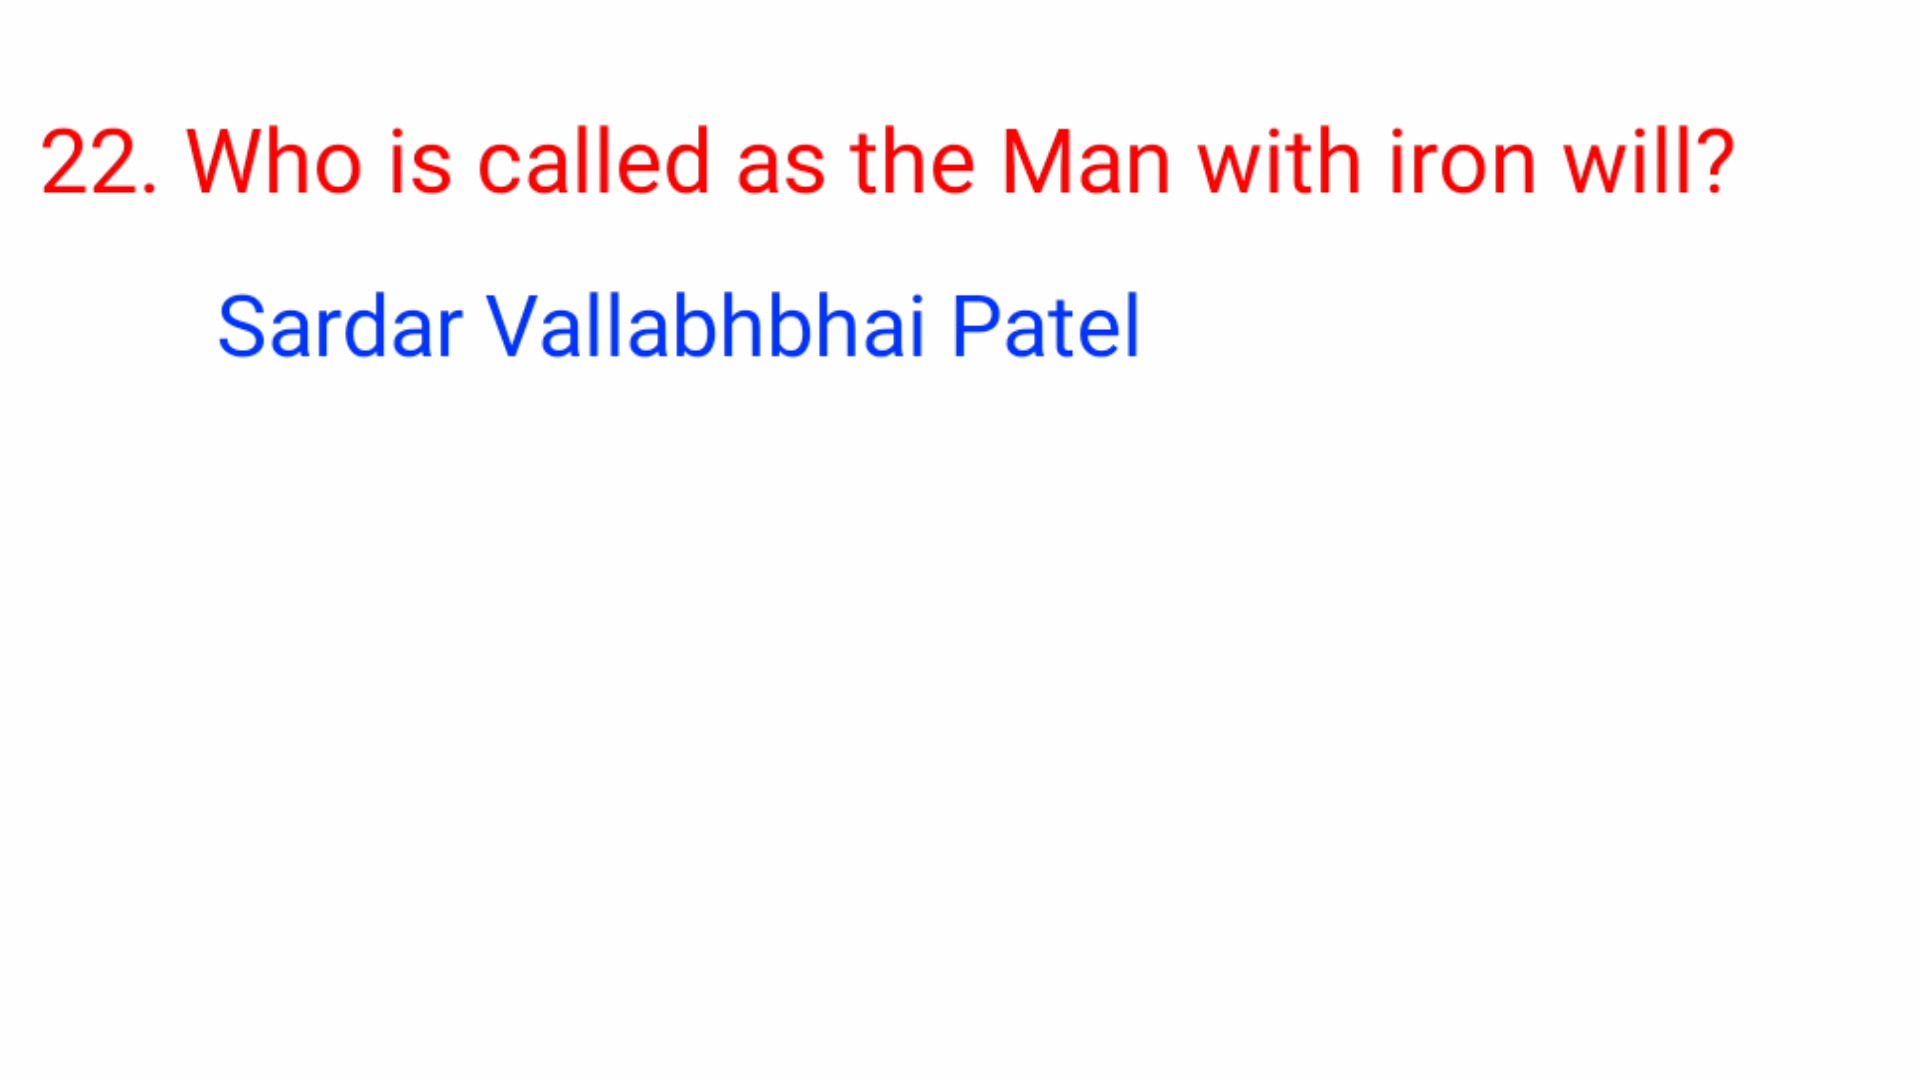 22. Who is called as the Man with iron will?
Sardar Vallabhbhai Patel